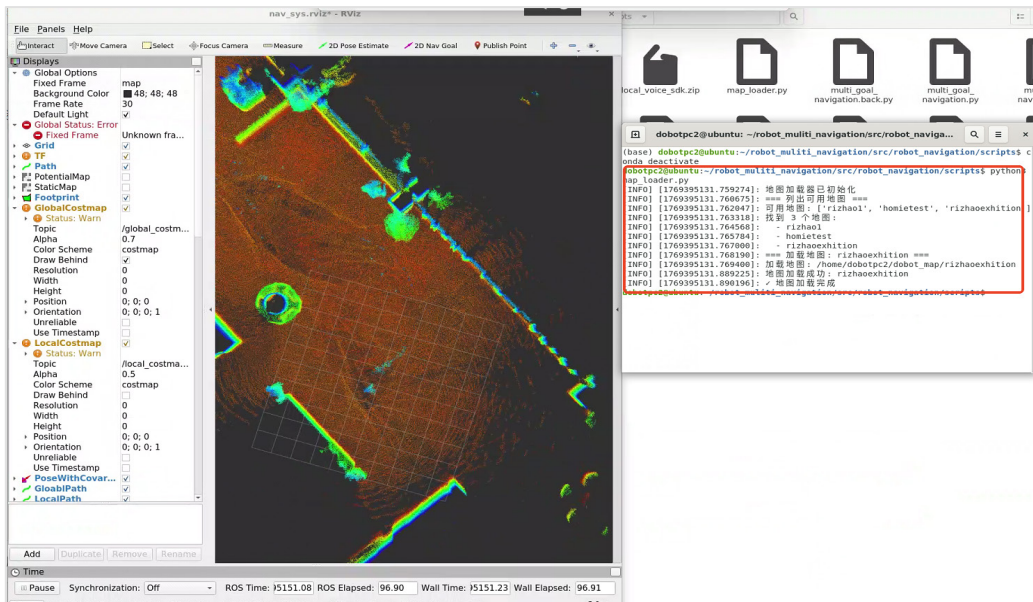 nav_sys.rviz* - RViz
File Panels Help
Interact Move Camera Select Focus Camera Measure 2D Pose Estimate 2D Nav Goal Publish Point
Displays
Global Options
Fixed Frame map
Background Color 48; 48; 48
Frame Rate 30
Default Light
Global Status: Error
Fixed Frame Unknown fra...
Grid
TF
Path
PotentialMap
StaticMap
Footprint
GlobalCostmap
Status: Warn
Topic /global_costm...
Alpha 0.7
Color Scheme costmap
Draw Behind
Resolution 0
Width 0
Height 0
Position 0; 0; 0
Orientation 0; 0; 0; 1
Unreliable
Use Timestamp
LocalCostmap
Status: Warn
Topic /local_costma...
Alpha 0.5
Color Scheme costmap
Draw Behind
Resolution 0
Width 0
Height 0
Position 0; 0; 0
Orientation 0; 0; 0; 1
Unreliable
Use Timestamp
PoseWithCovar...
GloablPath
LocalPath
Add Duplicate Remove Rename
Time
Pause Synchronization: Off ROS Time: )5151.08 ROS Elapsed: 96.90 Wall Time: )5151.23 Wall Elapsed: 96.91
local_voice_sdk.zip
map_loader.py
multi_goal_
navigation.back.py
multi_goal_
navigation.py
dobotpc2@ubuntu: ~/robot_muliti_navigation/src/robot_naviga...
(base) dobotpc2@ubuntu:~/robot_muliti_navigation/src/robot_navigation/scripts$ c
onda deactivate
dobotpc2@ubuntu:~/robot_muliti_navigation/src/robot_navigation/scripts$ python3
map_loader.py
INFO] [1769395131.759274]: 地图加载器已初始化
INFO] [1769395131.760675]: === 列出可用地图 ===
INFO] [1769395131.762047]: 可用地图: ['rizhao1', 'homietest', 'rizhaoexhition']
INFO] [1769395131.763318]: 找到 3 个地图:
INFO] [1769395131.764568]: - rizhao1
INFO] [1769395131.765784]: - homietest
INFO] [1769395131.767000]: - rizhaoexhition
INFO] [1769395131.768190]: === 加载地图: rizhaoexhition ===
INFO] [1769395131.769400]: 加载地图: /home/dobotpc2/dobot_map/rizhaoexhition
INFO] [1769395131.889225]: 地图加载成功: rizhaoexhition
INFO] [1769395131.890196]: ✓ 地图加载完成
dobotpc2@ubuntu:~/robot_muliti_navigation/src/robot_navigation/scripts$